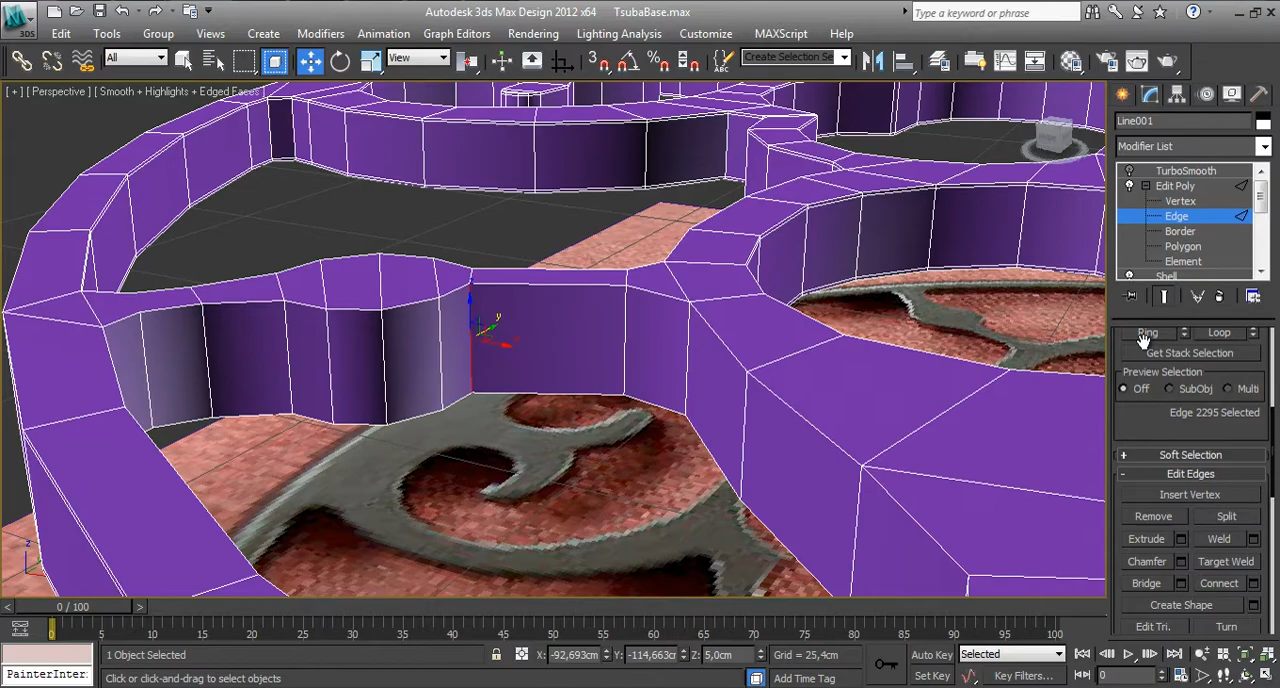 Autodesk 3ds Max Design 2012 x64 TsubaBase.max
Type a keyword or phrase
3DS
Edit Tools Group Views Create Modifiers Animation Graph Editors Rendering Lighting Analysis Customize MAXScript Help
All View Create Selection Se
[ + ] [ Perspective ] [ Smooth + Highlights + Edged Faces ]
Line001
Modifier List
TurboSmooth
Edit Poly
Vertex
Edge
Border
Polygon
Element
Shell
Ring Loop
Get Stack Selection
Preview Selection
Off SubObj Multi
Edge 2295 Selected
+ Soft Selection
- Edit Edges
Insert Vertex
Remove Split
Extrude Weld
Chamfer Target Weld
Bridge Connect
Create Shape
Edit Tri. Turn
y
z
< 0 / 100 >
0 5 10 15 20 25 30 35 40 45 50 55 60 65 70 75 80 85 90 95 100
1 Object Selected X: -92,693cm Y: -114,663cm Z: 5,0cm Grid = 25,4cm Auto Key Selected
PainterInter: Click or click-and-drag to select objects Add Time Tag Set Key Key Filters... 0